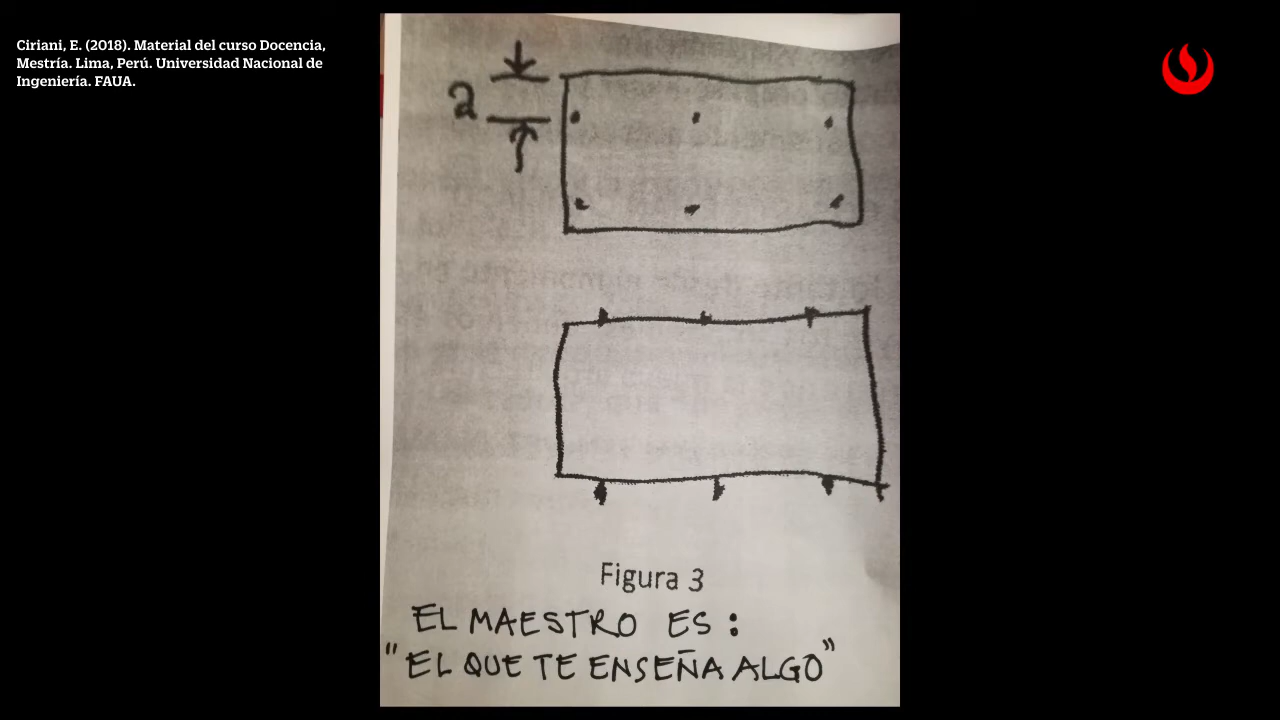 Ciriani, E. (2018). Material del curso Docencia,
Mestría. Lima, Perú. Universidad Nacional de
Ingeniería. FAUA.
2
Figura 3
EL MAESTRO ES:
"EL QUE TE ENSEÑA ALGO"